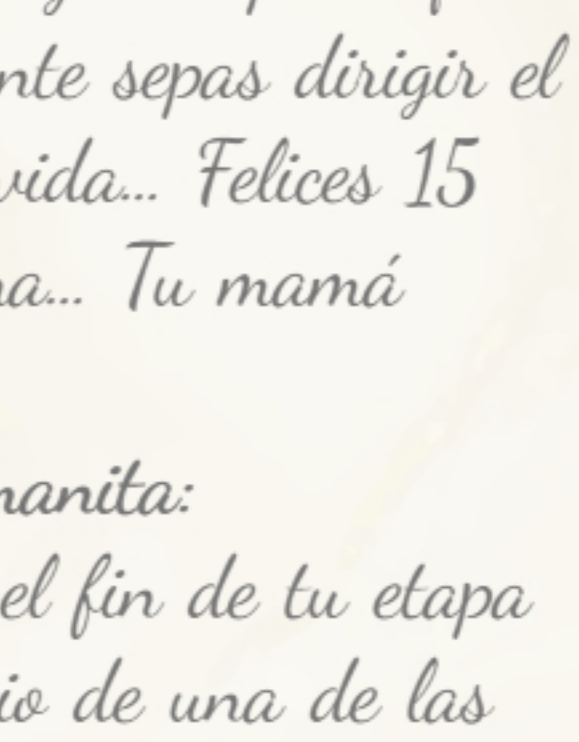 nte sepas dirigir el
vida... Felices 15
na... Tu mamá
manita:
el fin de tu etapa
io de una de las